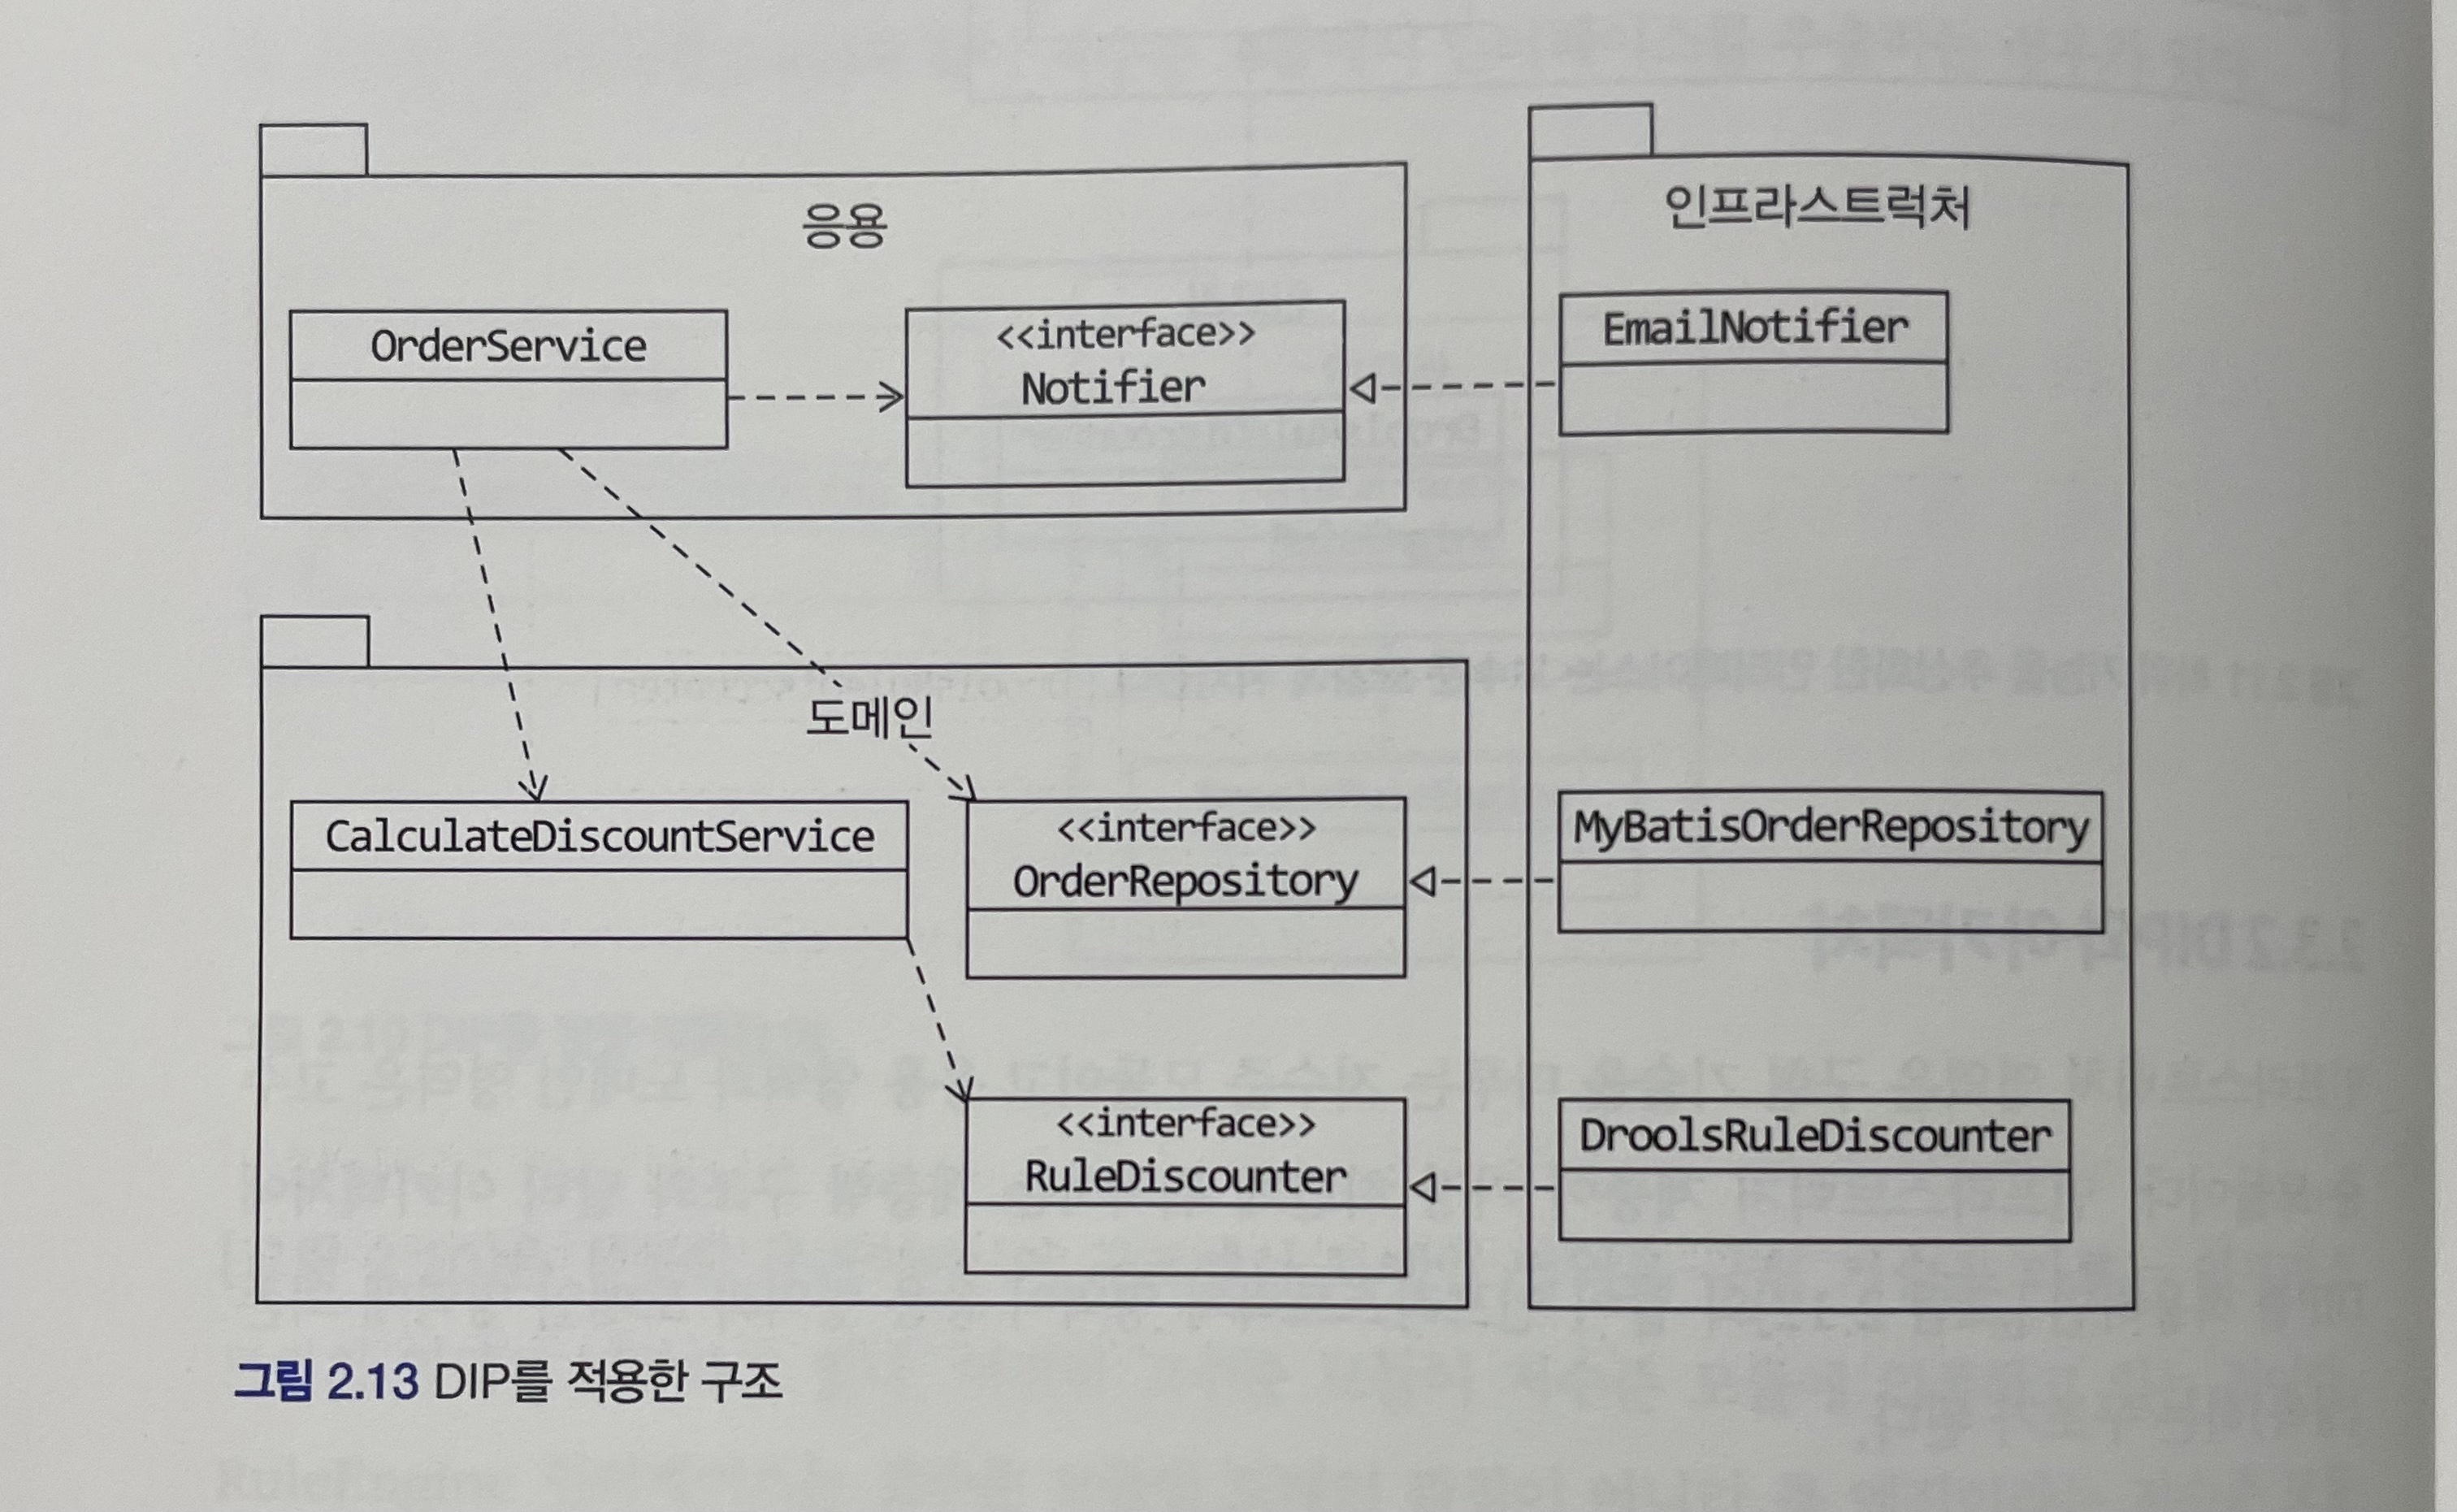 응용
OrderService
<<interface>>
Notifier
인프라스트럭처
EmailNotifier
도메인
CalculateDiscountService
<<interface>>
OrderRepository
MyBatisOrderRepository
<<interface>>
RuleDiscounter
DroolsRuleDiscounter
그림 2.13 DIP를 적용한 구조